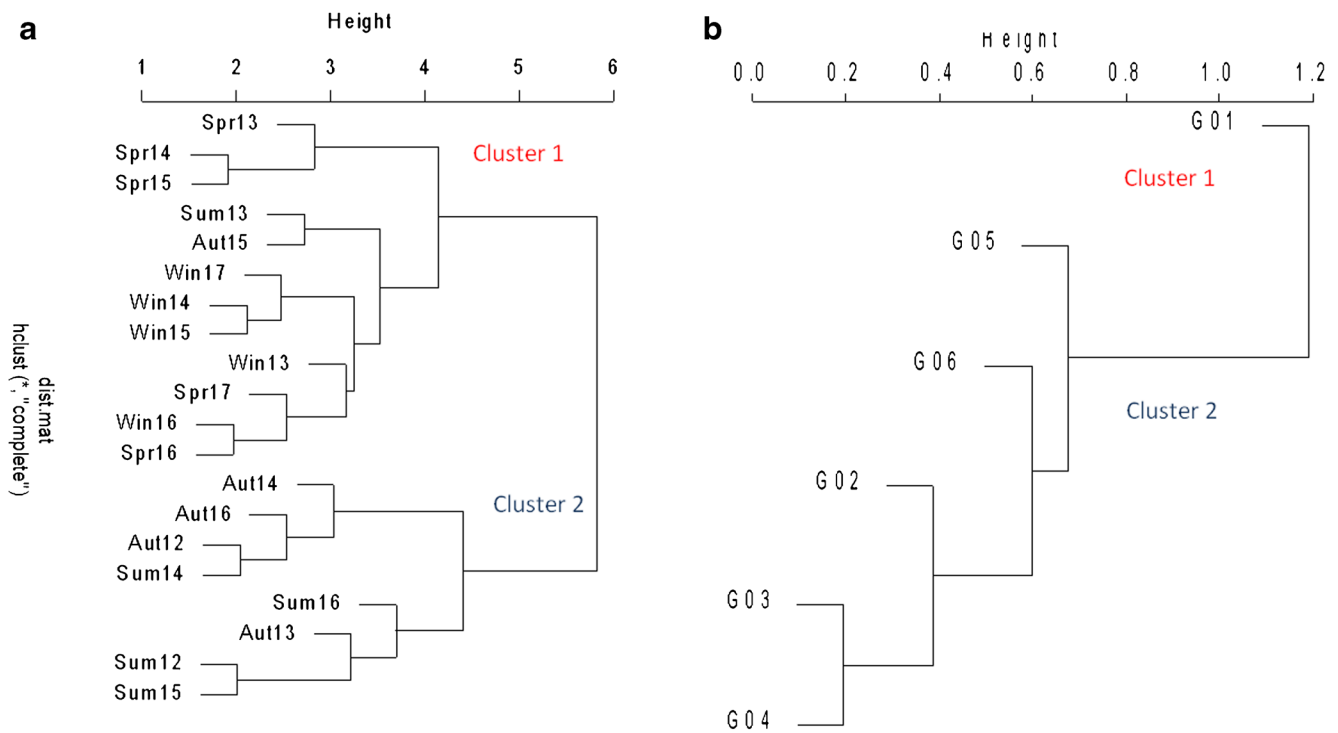 a
Height
1 2 3 4 5 6
Spr13
Cluster 1
Spr14
Spr15
Sum13
Aut15
Win17
Win14
Win15
Win13
Spr17
Win16
Spr16
Aut14
Cluster 2
Aut16
Aut12
Sum14
Sum16
Aut13
Sum12
Sum15
dist.mat
hclust (*, "complete")
b
Height
0.0 0.2 0.4 0.6 0.8 1.0 1.2
G01
Cluster 1
G05
G06
Cluster 2
G02
G03
G04